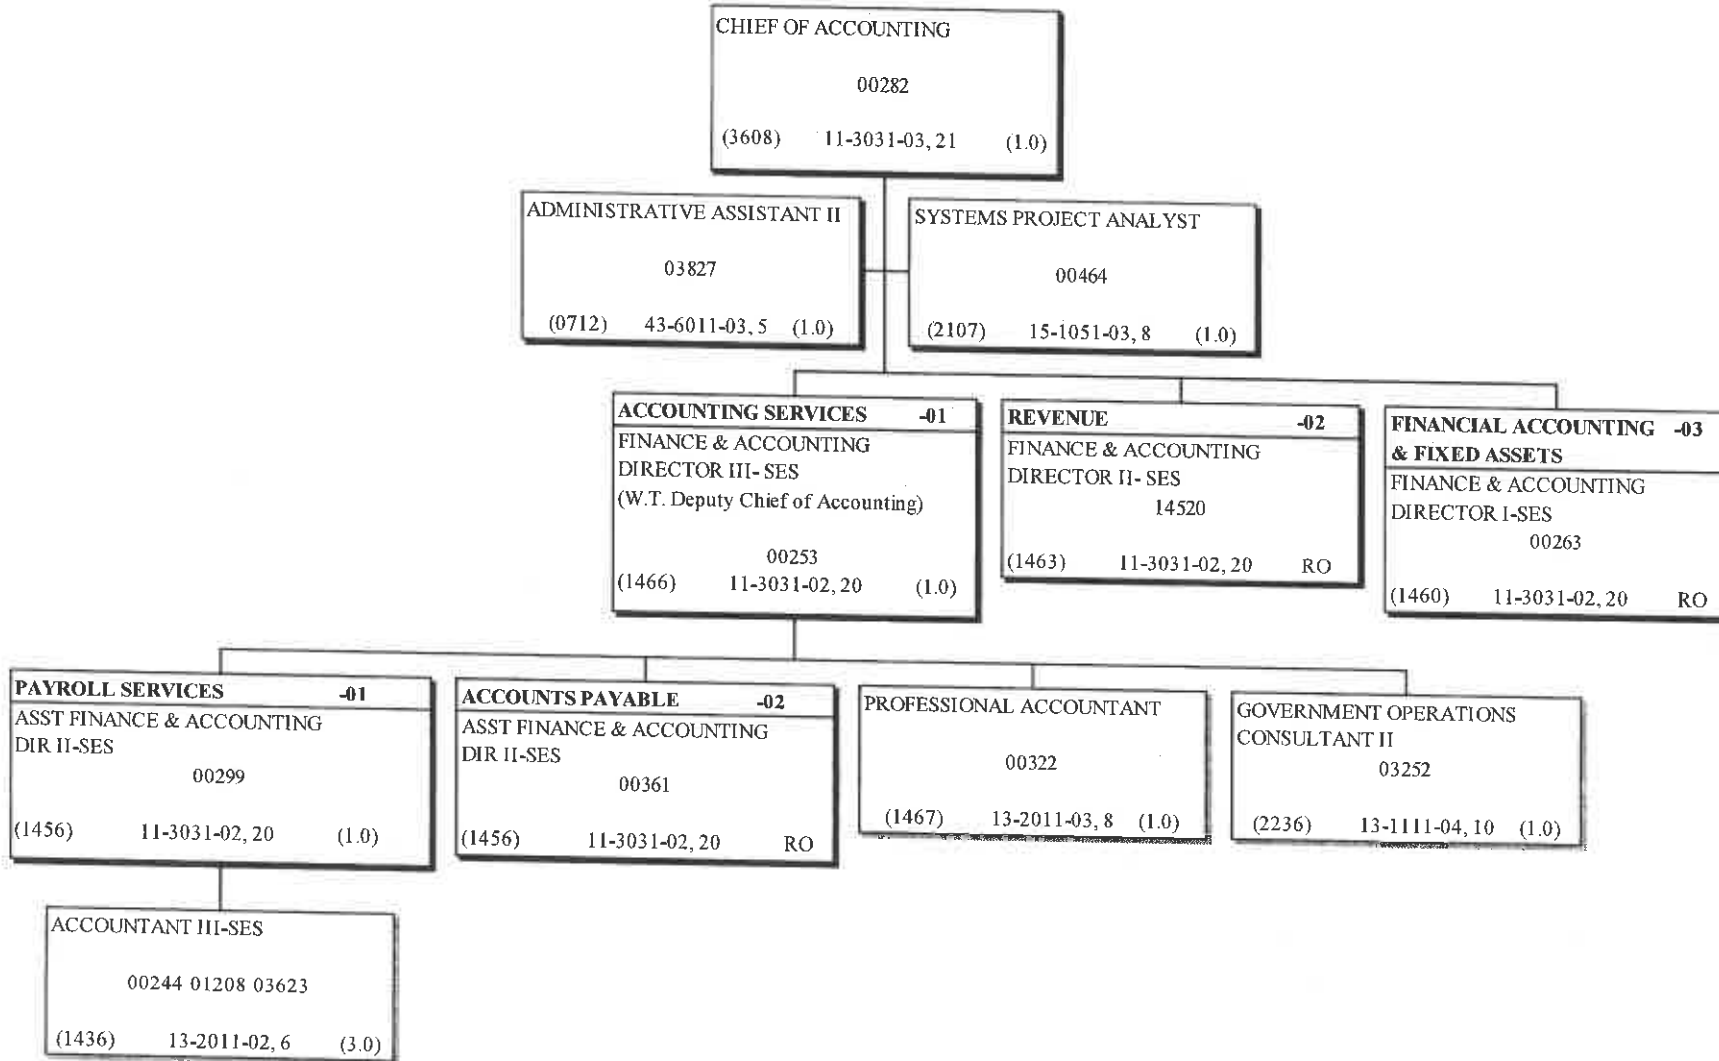 CHIEF OF ACCOUNTING
00282
(3608) 11-3031-03, 21 (1.0)
ADMINISTRATIVE ASSISTANT II
03827
(0712) 43-6011-03, 5 (1.0)
SYSTEMS PROJECT ANALYST
00464
(2107) 15-1051-03, 8 (1.0)
ACCOUNTING SERVICES -01
FINANCE & ACCOUNTING
DIRECTOR III- SES
(W.T. Deputy Chief of Accounting)
00253
(1466) 11-3031-02, 20 (1.0)
REVENUE -02
FINANCE & ACCOUNTING
DIRECTOR II- SES
14520
(1463) 11-3031-02, 20 RO
FINANCIAL ACCOUNTING -03
& FIXED ASSETS
FINANCE & ACCOUNTING
DIRECTOR I-SES
00263
(1460) 11-3031-02, 20 RO
PAYROLL SERVICES -01
ASST FINANCE & ACCOUNTING
DIR II-SES
00299
(1456) 11-3031-02, 20 (1.0)
ACCOUNTS PAYABLE -02
ASST FINANCE & ACCOUNTING
DIR II-SES
00361
(1456) 11-3031-02, 20 RO
PROFESSIONAL ACCOUNTANT
00322
(1467) 13-2011-03, 8 (1.0)
GOVERNMENT OPERATIONS
CONSULTANT II
03252
(2236) 13-1111-04, 10 (1.0)
ACCOUNTANT III-SES
00244 01208 03623
(1436) 13-2011-02, 6 (3.0)